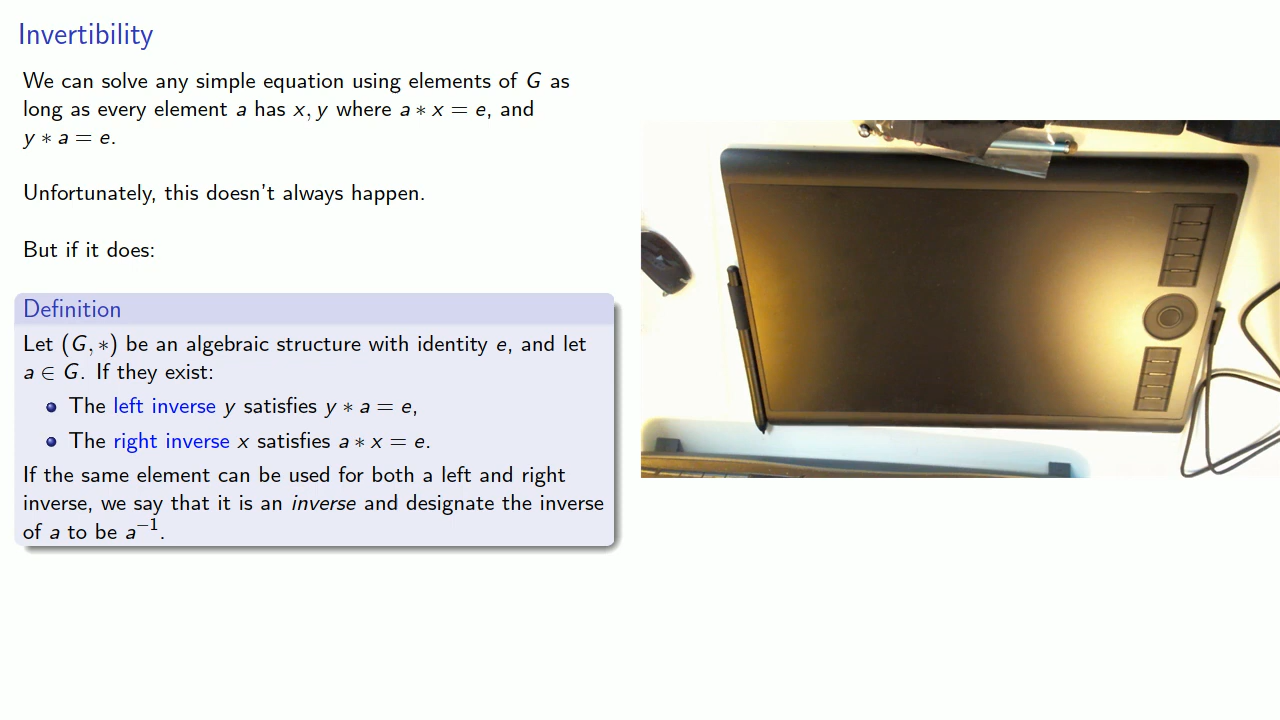 Invertibility
We can solve any simple equation using elements of G as
long as every element a has x, y where a ∗ x = e, and
y ∗ a = e.
Unfortunately, this doesn't always happen.
But if it does:
Definition
Let (G, ∗) be an algebraic structure with identity e, and let
a ∈ G. If they exist:
The left inverse y satisfies y ∗ a = e,
The right inverse x satisfies a ∗ x = e.
If the same element can be used for both a left and right
inverse, we say that it is an inverse and designate the inverse
of a to be a⁻¹.